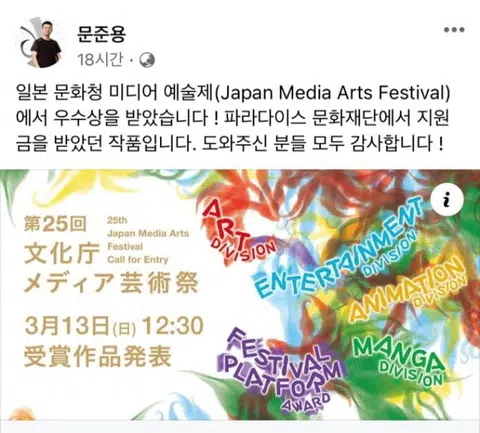 문준용
18시간 ·
일본 문화청 미디어 예술제(Japan Media Arts Festival)
에서 우수상을 받았습니다 ! 파라다이스 문화재단에서 지원
금을 받았던 작품입니다. 도와주신 분들 모두 감사합니다 !
第25回
文化庁
メディア芸術祭
25th
Japan Media Arts
Festival
Call for Entry
3月13日(日) 12:30
受賞作品発表
ART
DIVISION
ENTERTAINMENT
DIVISION
ANIMATION
DIVISION
FESTIVAL
PLATFORM
AWARD
MANGA
DIVISION
i